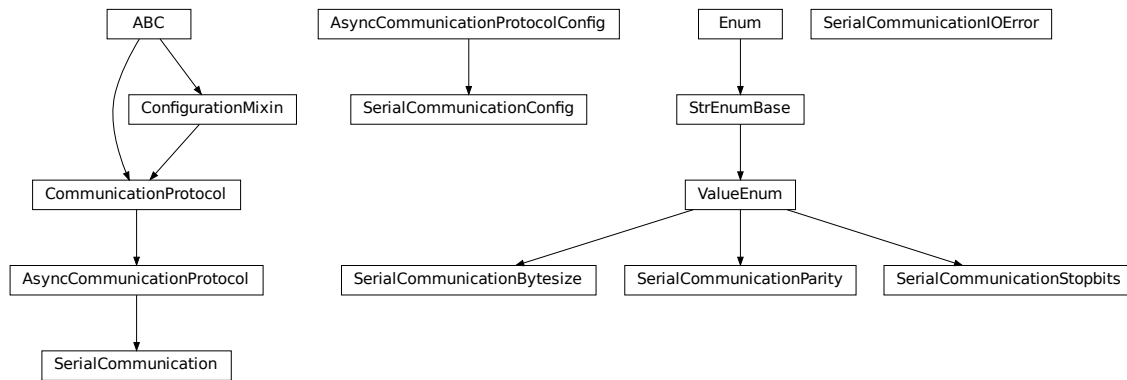 ABC
AsyncCommunicationProtocolConfig
Enum
SerialCommunicationIOError
ConfigurationMixin
SerialCommunicationConfig
StrEnumBase
CommunicationProtocol
ValueEnum
AsyncCommunicationProtocol
SerialCommunicationBytesize
SerialCommunicationParity
SerialCommunicationStopbits
SerialCommunication